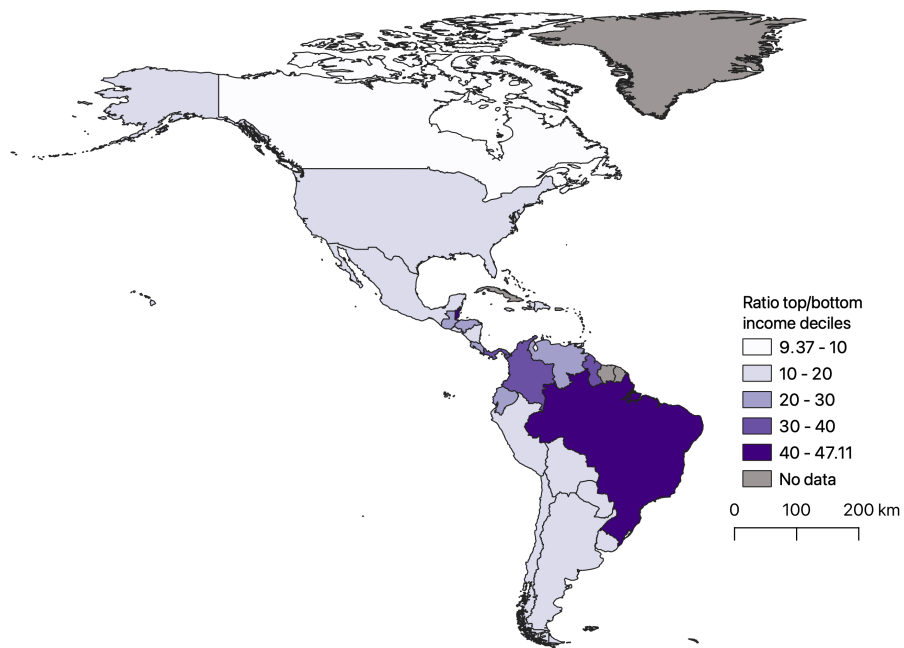 Ratio top/bottom
income deciles
9.37 - 10
10 - 20
20 - 30
30 - 40
40 - 47.11
No data
0 100 200 km